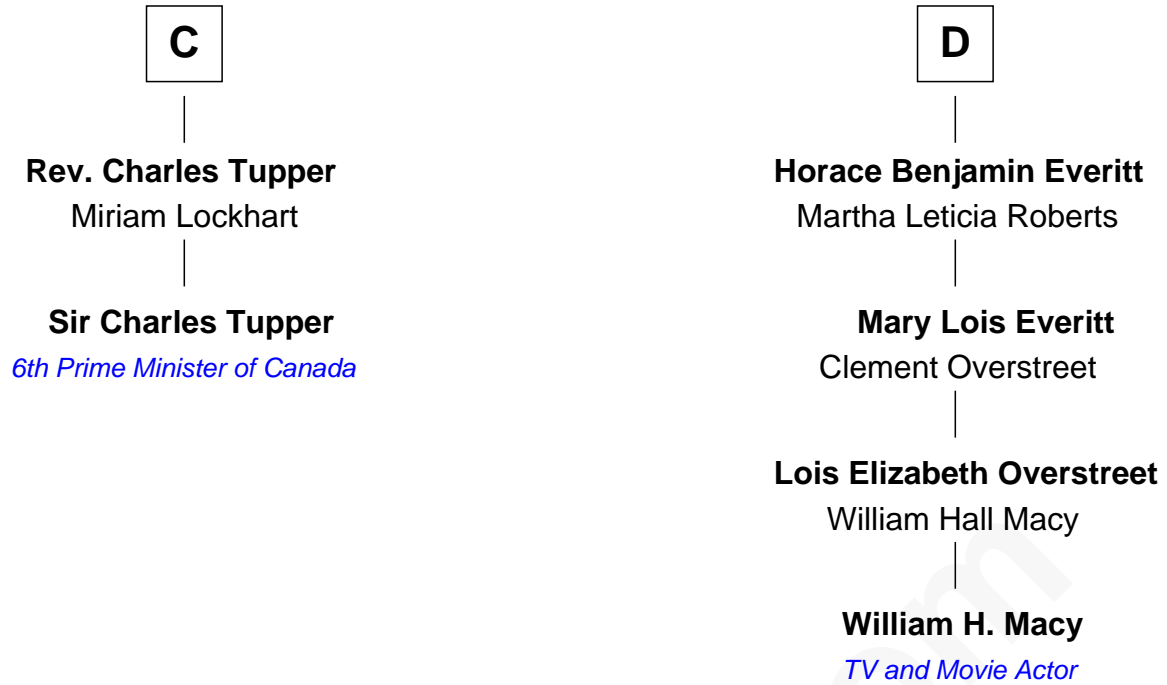 C
Rev. Charles Tupper
Miriam Lockhart
Sir Charles Tupper
6th Prime Minister of Canada
D
Horace Benjamin Everitt
Martha Leticia Roberts
Mary Lois Everitt
Clement Overstreet
Lois Elizabeth Overstreet
William Hall Macy
William H. Macy
TV and Movie Actor